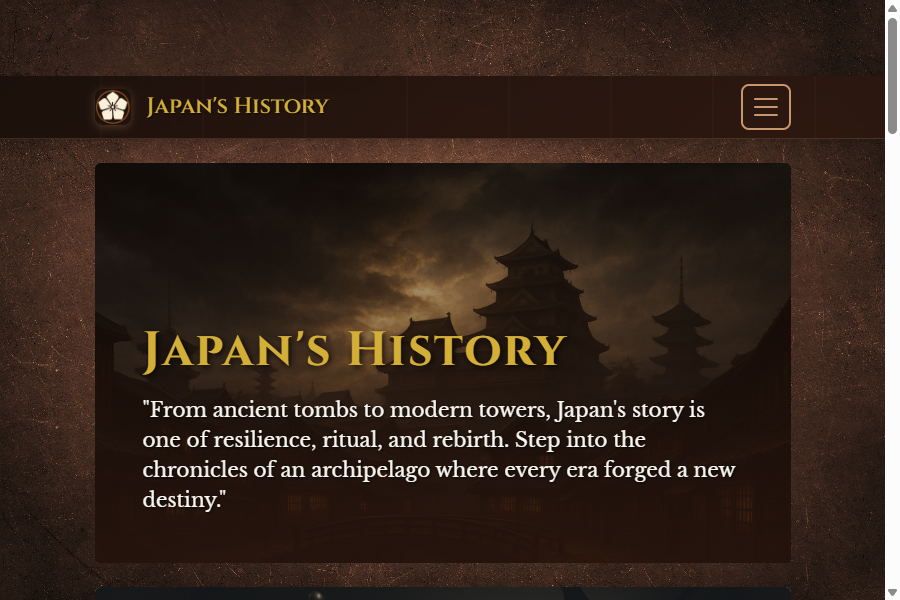 Japan's History
Japan's History
"From ancient tombs to modern towers, Japan's story is
one of resilience, ritual, and rebirth. Step into the
chronicles of an archipelago where every era forged a new
destiny."